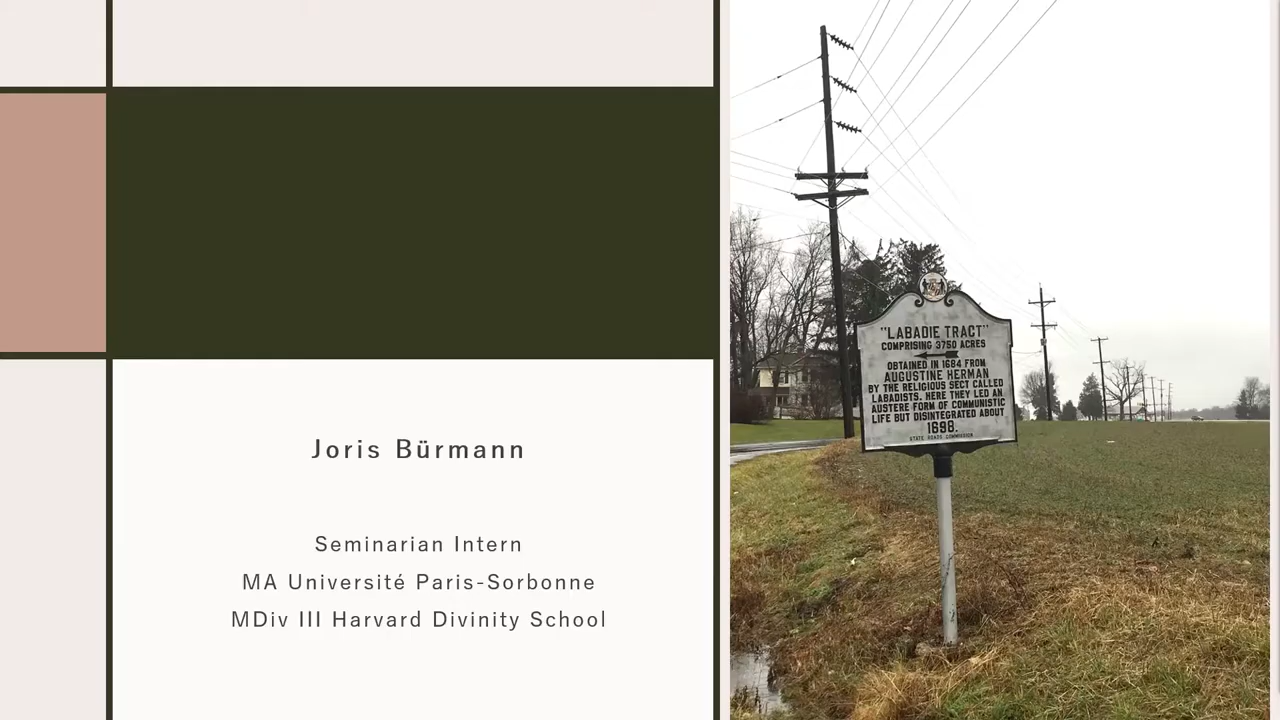 Joris Bürmann
Seminarian Intern
MA Université Paris-Sorbonne
MDiv III Harvard Divinity School
"LABADIE TRACT"
COMPRISING 3750 ACRES
OBTAINED IN 1684 FROM
AUGUSTINE HERMAN
BY THE RELIGIOUS SECT CALLED
LABADISTS. HERE THEY LED AN
AUSTERE FORM OF COMMUNISTIC
LIFE BUT DISINTEGRATED ABOUT
1698.
STATE ROADS COMMISSION